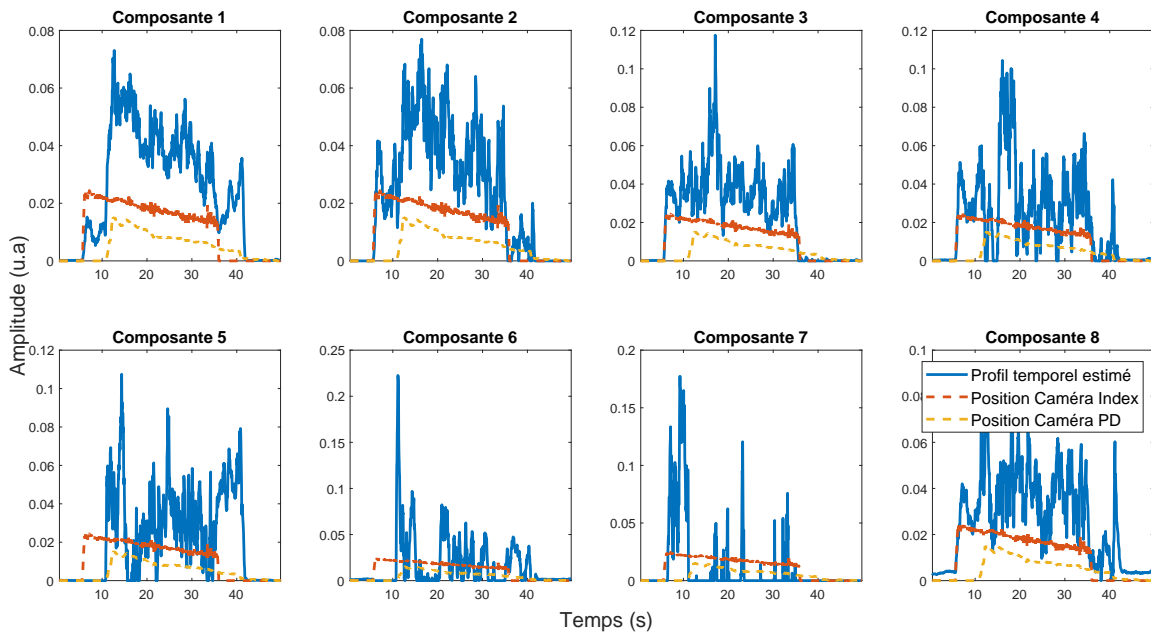 Composante 1
Composante 2
Composante 3
Composante 4
0.08
0.06
0.04
0.02
0
10 20 30 40
0.08
0.06
0.04
0.02
0
10 20 30 40
0.12
0.1
0.08
0.06
0.04
0.02
0
10 20 30 40
0.12
0.1
0.08
0.06
0.04
0.02
0
10 20 30 40
Amplitude (u.a)
Composante 5
Composante 6
Composante 7
Composante 8
0.12
0.1
0.08
0.06
0.04
0.02
0
10 20 30 40
0.25
0.2
0.15
0.1
0.05
0
10 20 30 40
0.2
0.15
0.1
0.05
0
10 20 30 40
0.1
0.08
0.06
0.04
0.02
0
10 20 30 40
Profil temporel estimé
Position Caméra Index
Position Caméra PD
Temps (s)